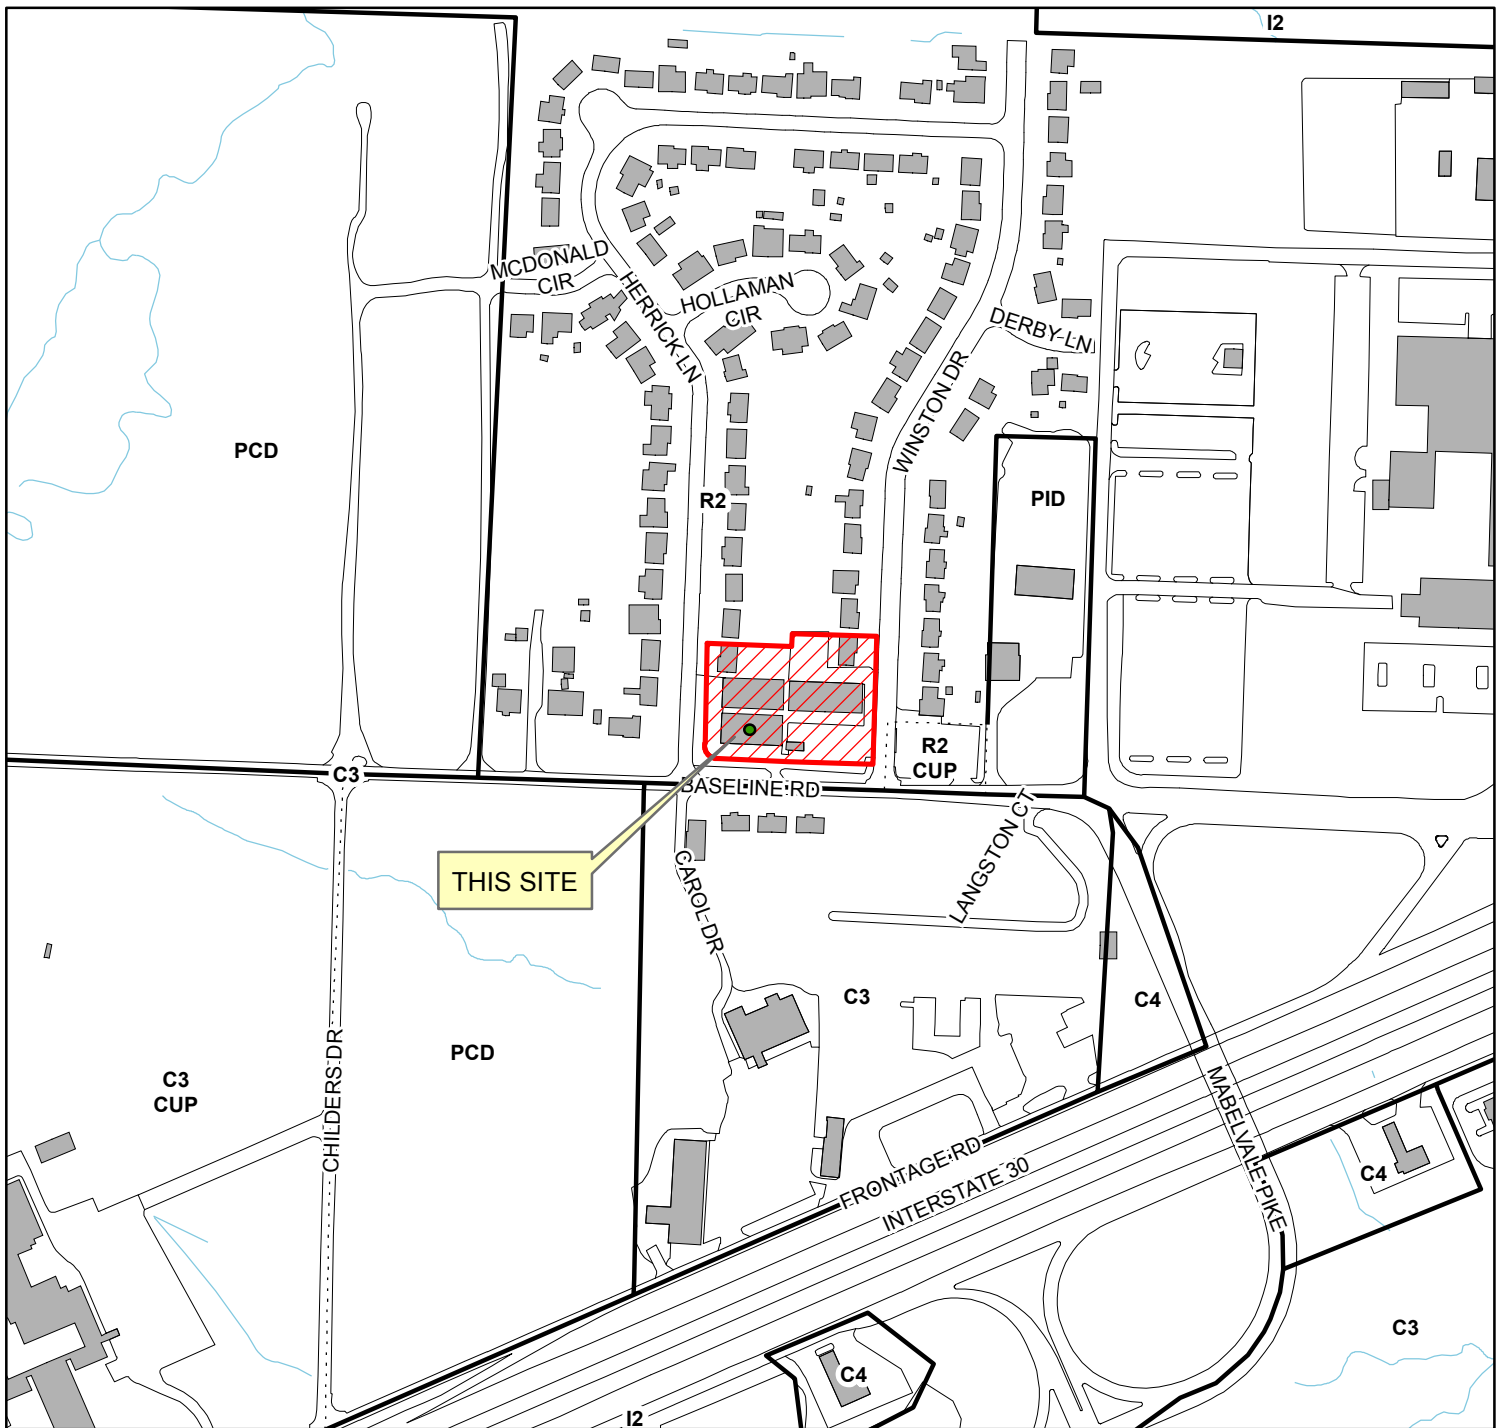 I2
MCDONALD
CIR
HERRICK LN
HOLLAMAN
CIR
DERBY LN
WINSTON DR
PCD
R2
PID
R2
CUP
C3
BASELINE RD
LANGSTON CT
THIS SITE
CAROL DR
C3
C4
PCD
C3
CUP
CHILDERS DR
MABELVALE PIKE
FRONTAGE RD
INTERSTATE 30
C4
C3
C4
I2